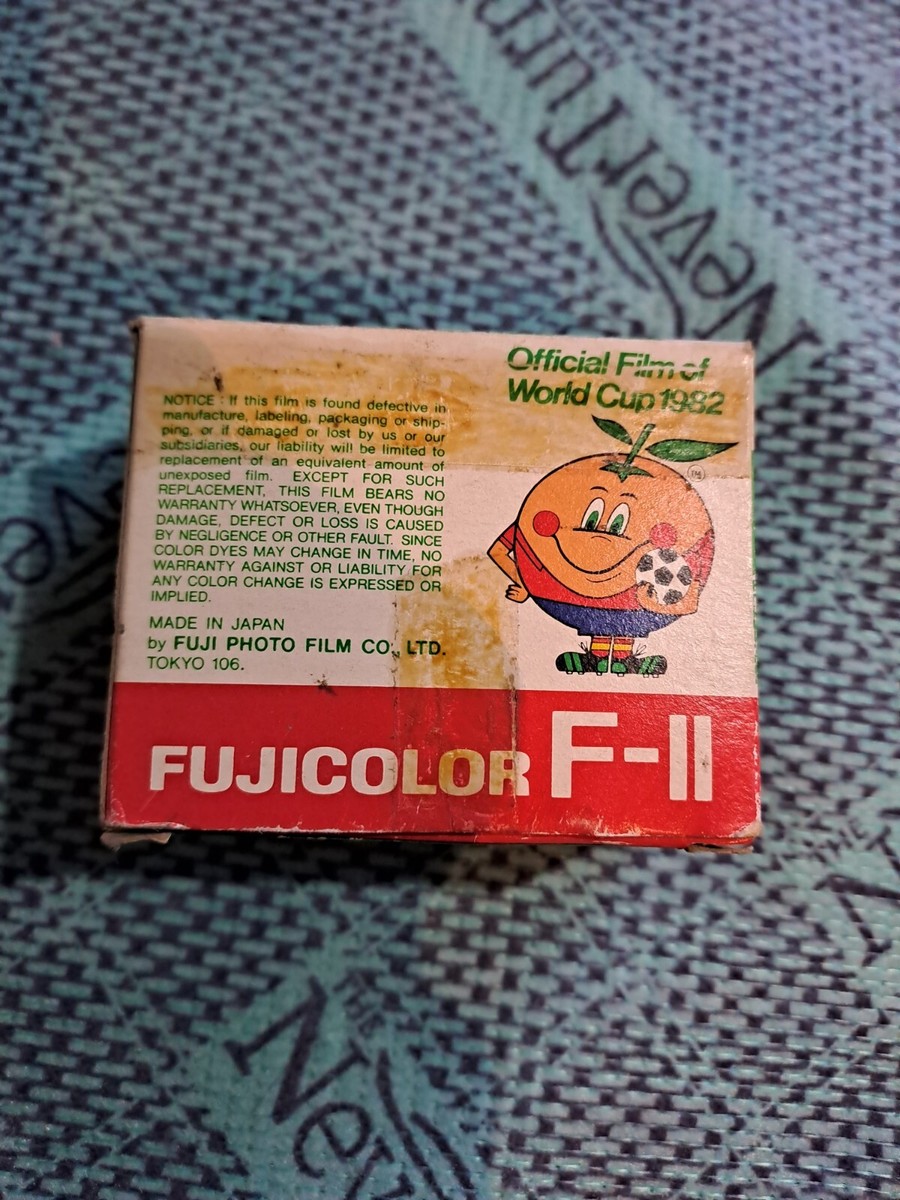 NeverTurn
Official Film of
World Cup 1982
TM
NOTICE : If this film is found defective in
manufacture, labeling, packaging or ship-
ping, or if damaged or lost by us or our
subsidiaries, our liability will be limited to
replacement of an equivalent amount of
unexposed film. EXCEPT FOR SUCH
REPLACEMENT, THIS FILM BEARS NO
WARRANTY WHATSOEVER, EVEN THOUGH
DAMAGE, DEFECT OR LOSS IS CAUSED
BY NEGLIGENCE OR OTHER FAULT. SINCE
COLOR DYES MAY CHANGE IN TIME, NO
WARRANTY AGAINST OR LIABILITY FOR
ANY COLOR CHANGE IS EXPRESSED OR
IMPLIED.
MADE IN JAPAN
by FUJI PHOTO FILM CO., LTD.
TOKYO 106.
FUJICOLOR F-II
THE
Nev